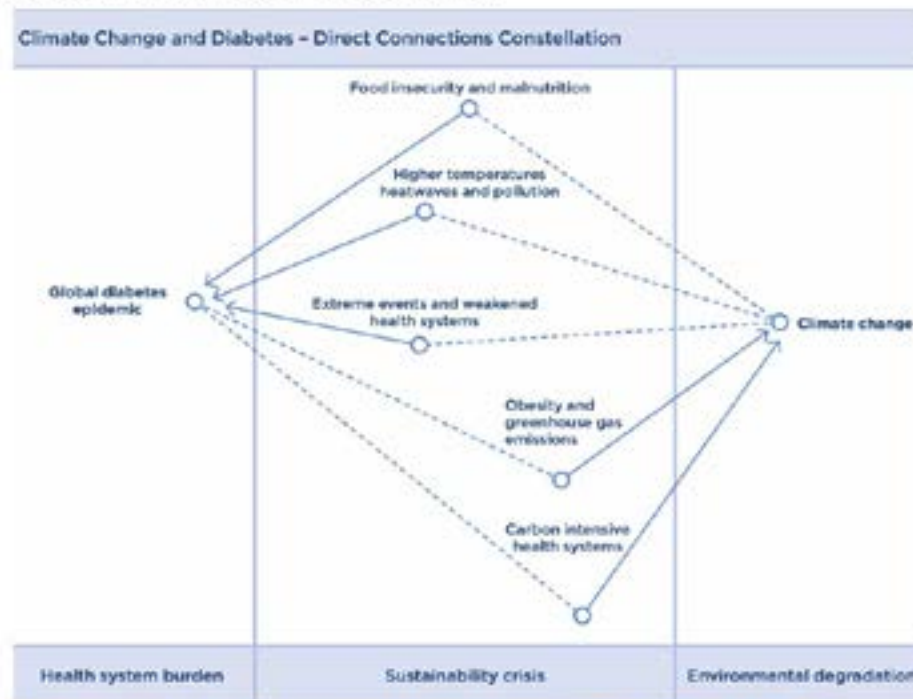 Climate Change and Diabetes – Direct Connections Constellation
Food insecurity and malnutrition
Higher temperatures
heatwaves and pollution
Global diabetes
epidemic
Extreme events and weakened
health systems
Climate change
Obesity and
greenhouse gas
emissions
Carbon intensive
health systems
Health system burden
Sustainability crisis
Environmental degradation